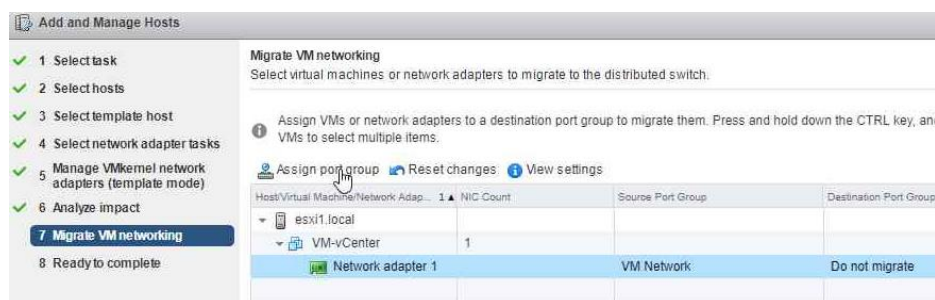 Add and Manage Hosts
1 Select task
2 Select hosts
3 Select template host
4 Select network adapter tasks
5 Manage VMkernel network
adapters (template mode)
6 Analyze impact
7 Migrate VM networking
8 Ready to complete
Migrate VM networking
Select virtual machines or network adapters to migrate to the distributed switch.
Assign VMs or network adapters to a destination port group to migrate them. Press and hold down the CTRL key, and
VMs to select multiple items.
Assign port group Reset changes View settings
Host/Virtual Machine/Network Adap... 1 NIC Count Source Port Group Destination Port Group
esxi1.local
VM-vCenter 1
Network adapter 1 VM Network Do not migrate